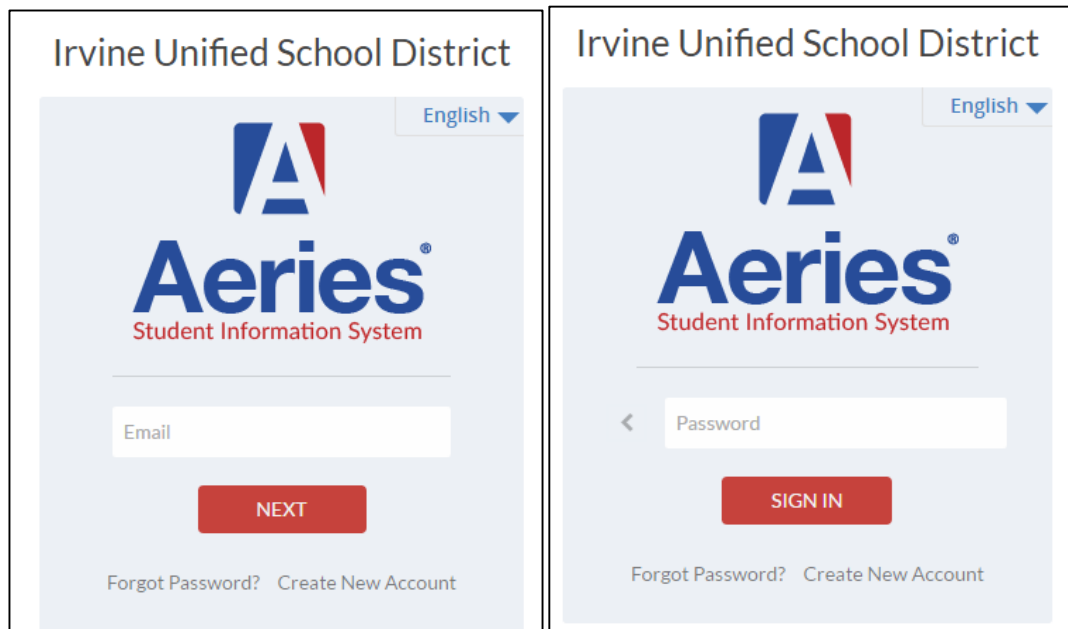 Irvine Unified School District
English
A
Aeries®
Student Information System
Email
NEXT
Forgot Password? Create New Account
Irvine Unified School District
English
A
Aeries®
Student Information System
Password
SIGN IN
Forgot Password? Create New Account